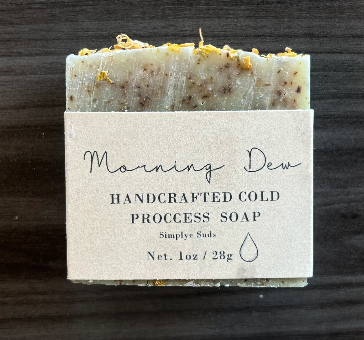 Morning Dew
HANDCRAFTED COLD
PROCCESS SOAP
Simplye Suds
Net. 1oz / 28g